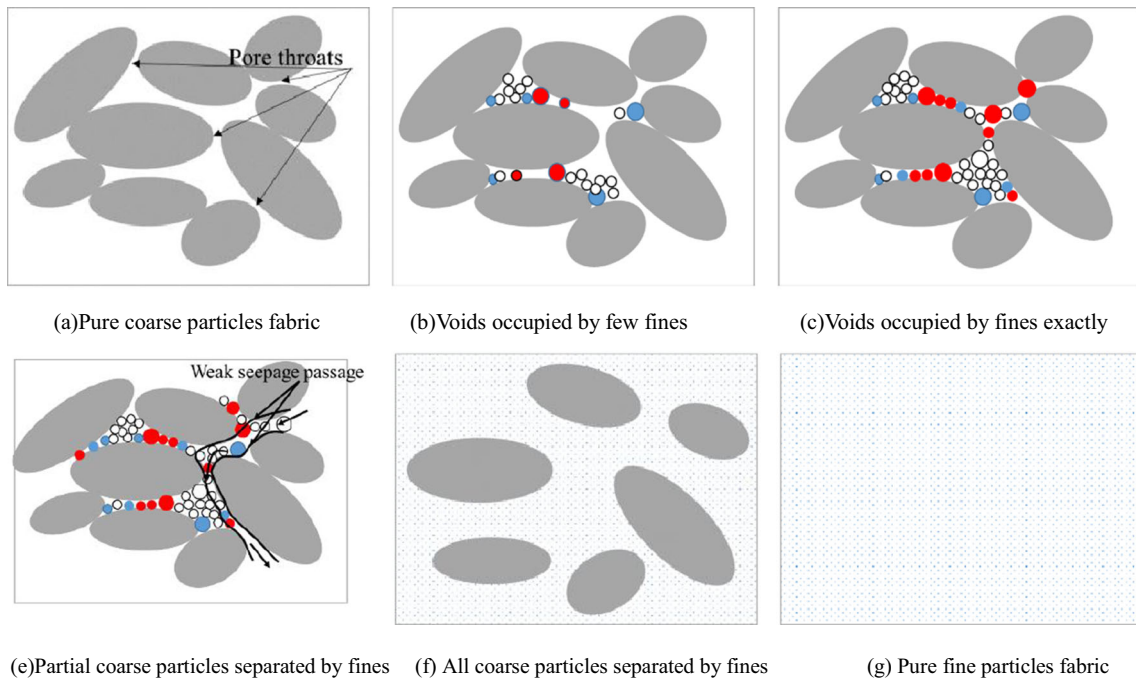 Pore throats
(a)Pure coarse particles fabric
(b)Voids occupied by few fines
(c)Voids occupied by fines exactly
Weak seepage passage
(e)Partial coarse particles separated by fines
(f) All coarse particles separated by fines
(g) Pure fine particles fabric